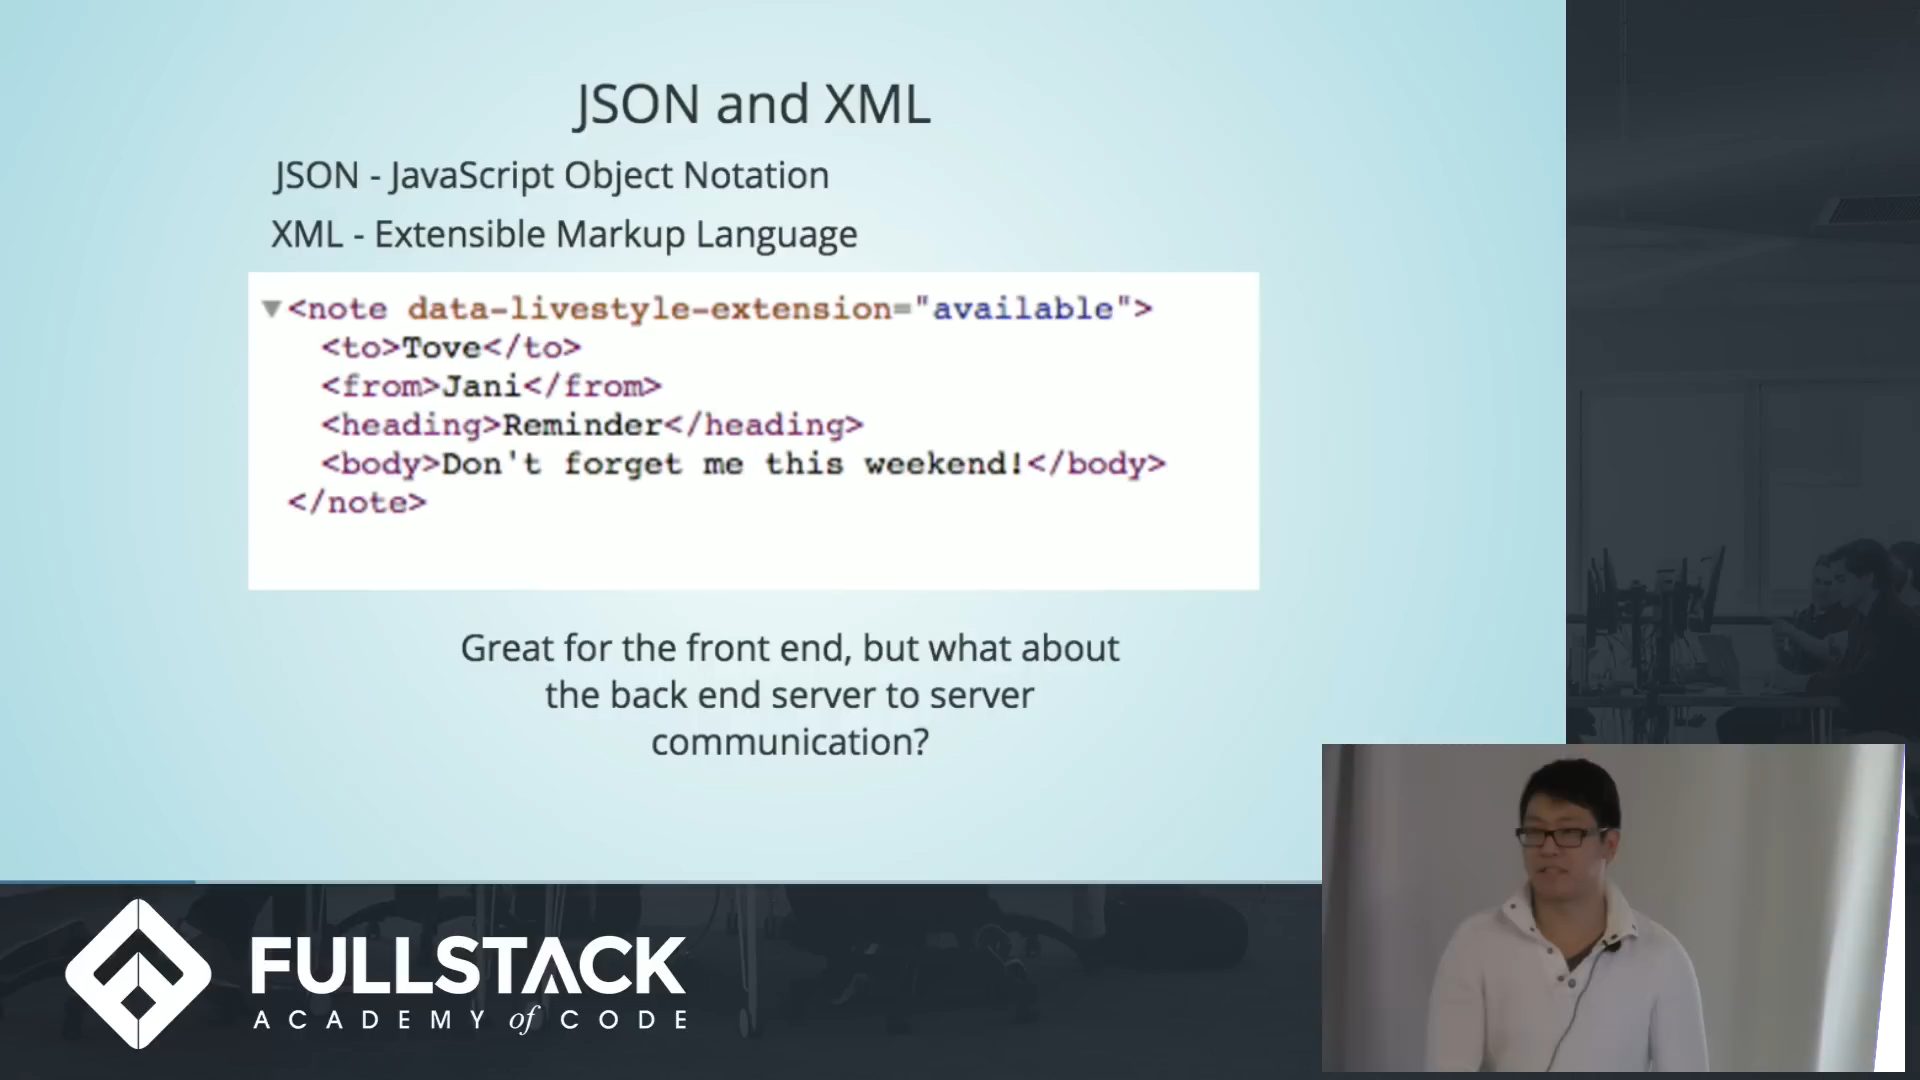 JSON and XML
JSON - JavaScript Object Notation
XML - Extensible Markup Language
▼<note data-livestyle-extension="available">
<to>Tove</to>
<from>Jani</from>
<heading>Reminder</heading>
<body>Don't forget me this weekend!</body>
</note>
Great for the front end, but what about
the back end server to server
communication?
FULLSTACK
ACADEMY of CODE